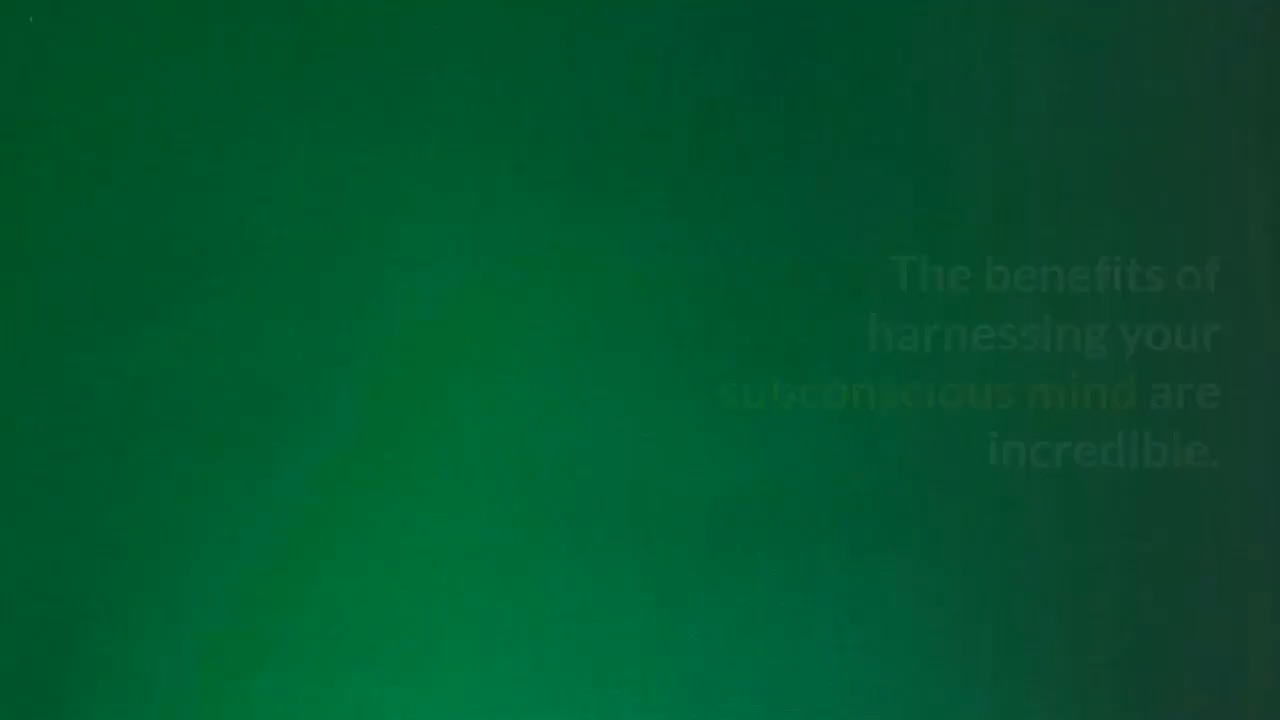 The benefits of
harnessing your
subconscious mind are
incredible.